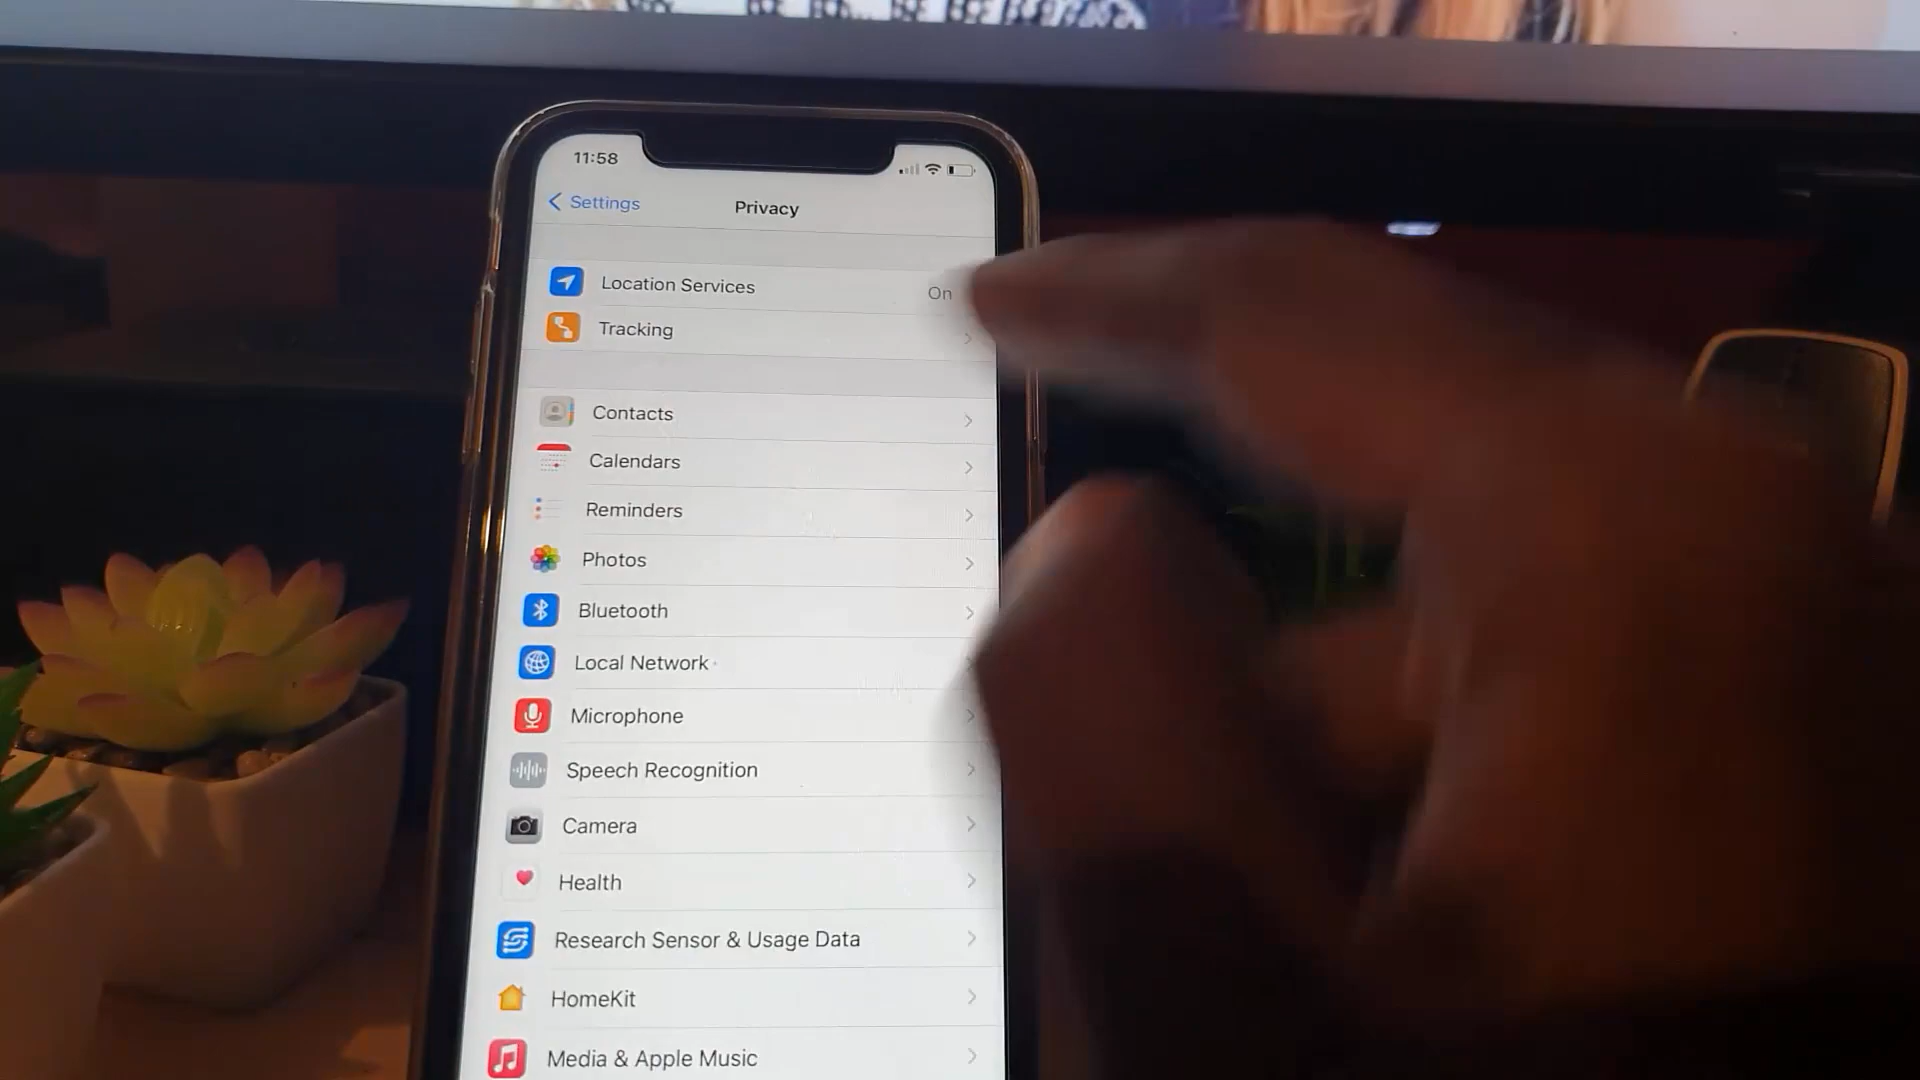 11:58
Settings
Privacy
Location Services
On
Tracking
Contacts
Calendars
Reminders
Photos
Bluetooth
Local Network
Microphone
Speech Recognition
Camera
Health
Research Sensor & Usage Data
HomeKit
Media & Apple Music